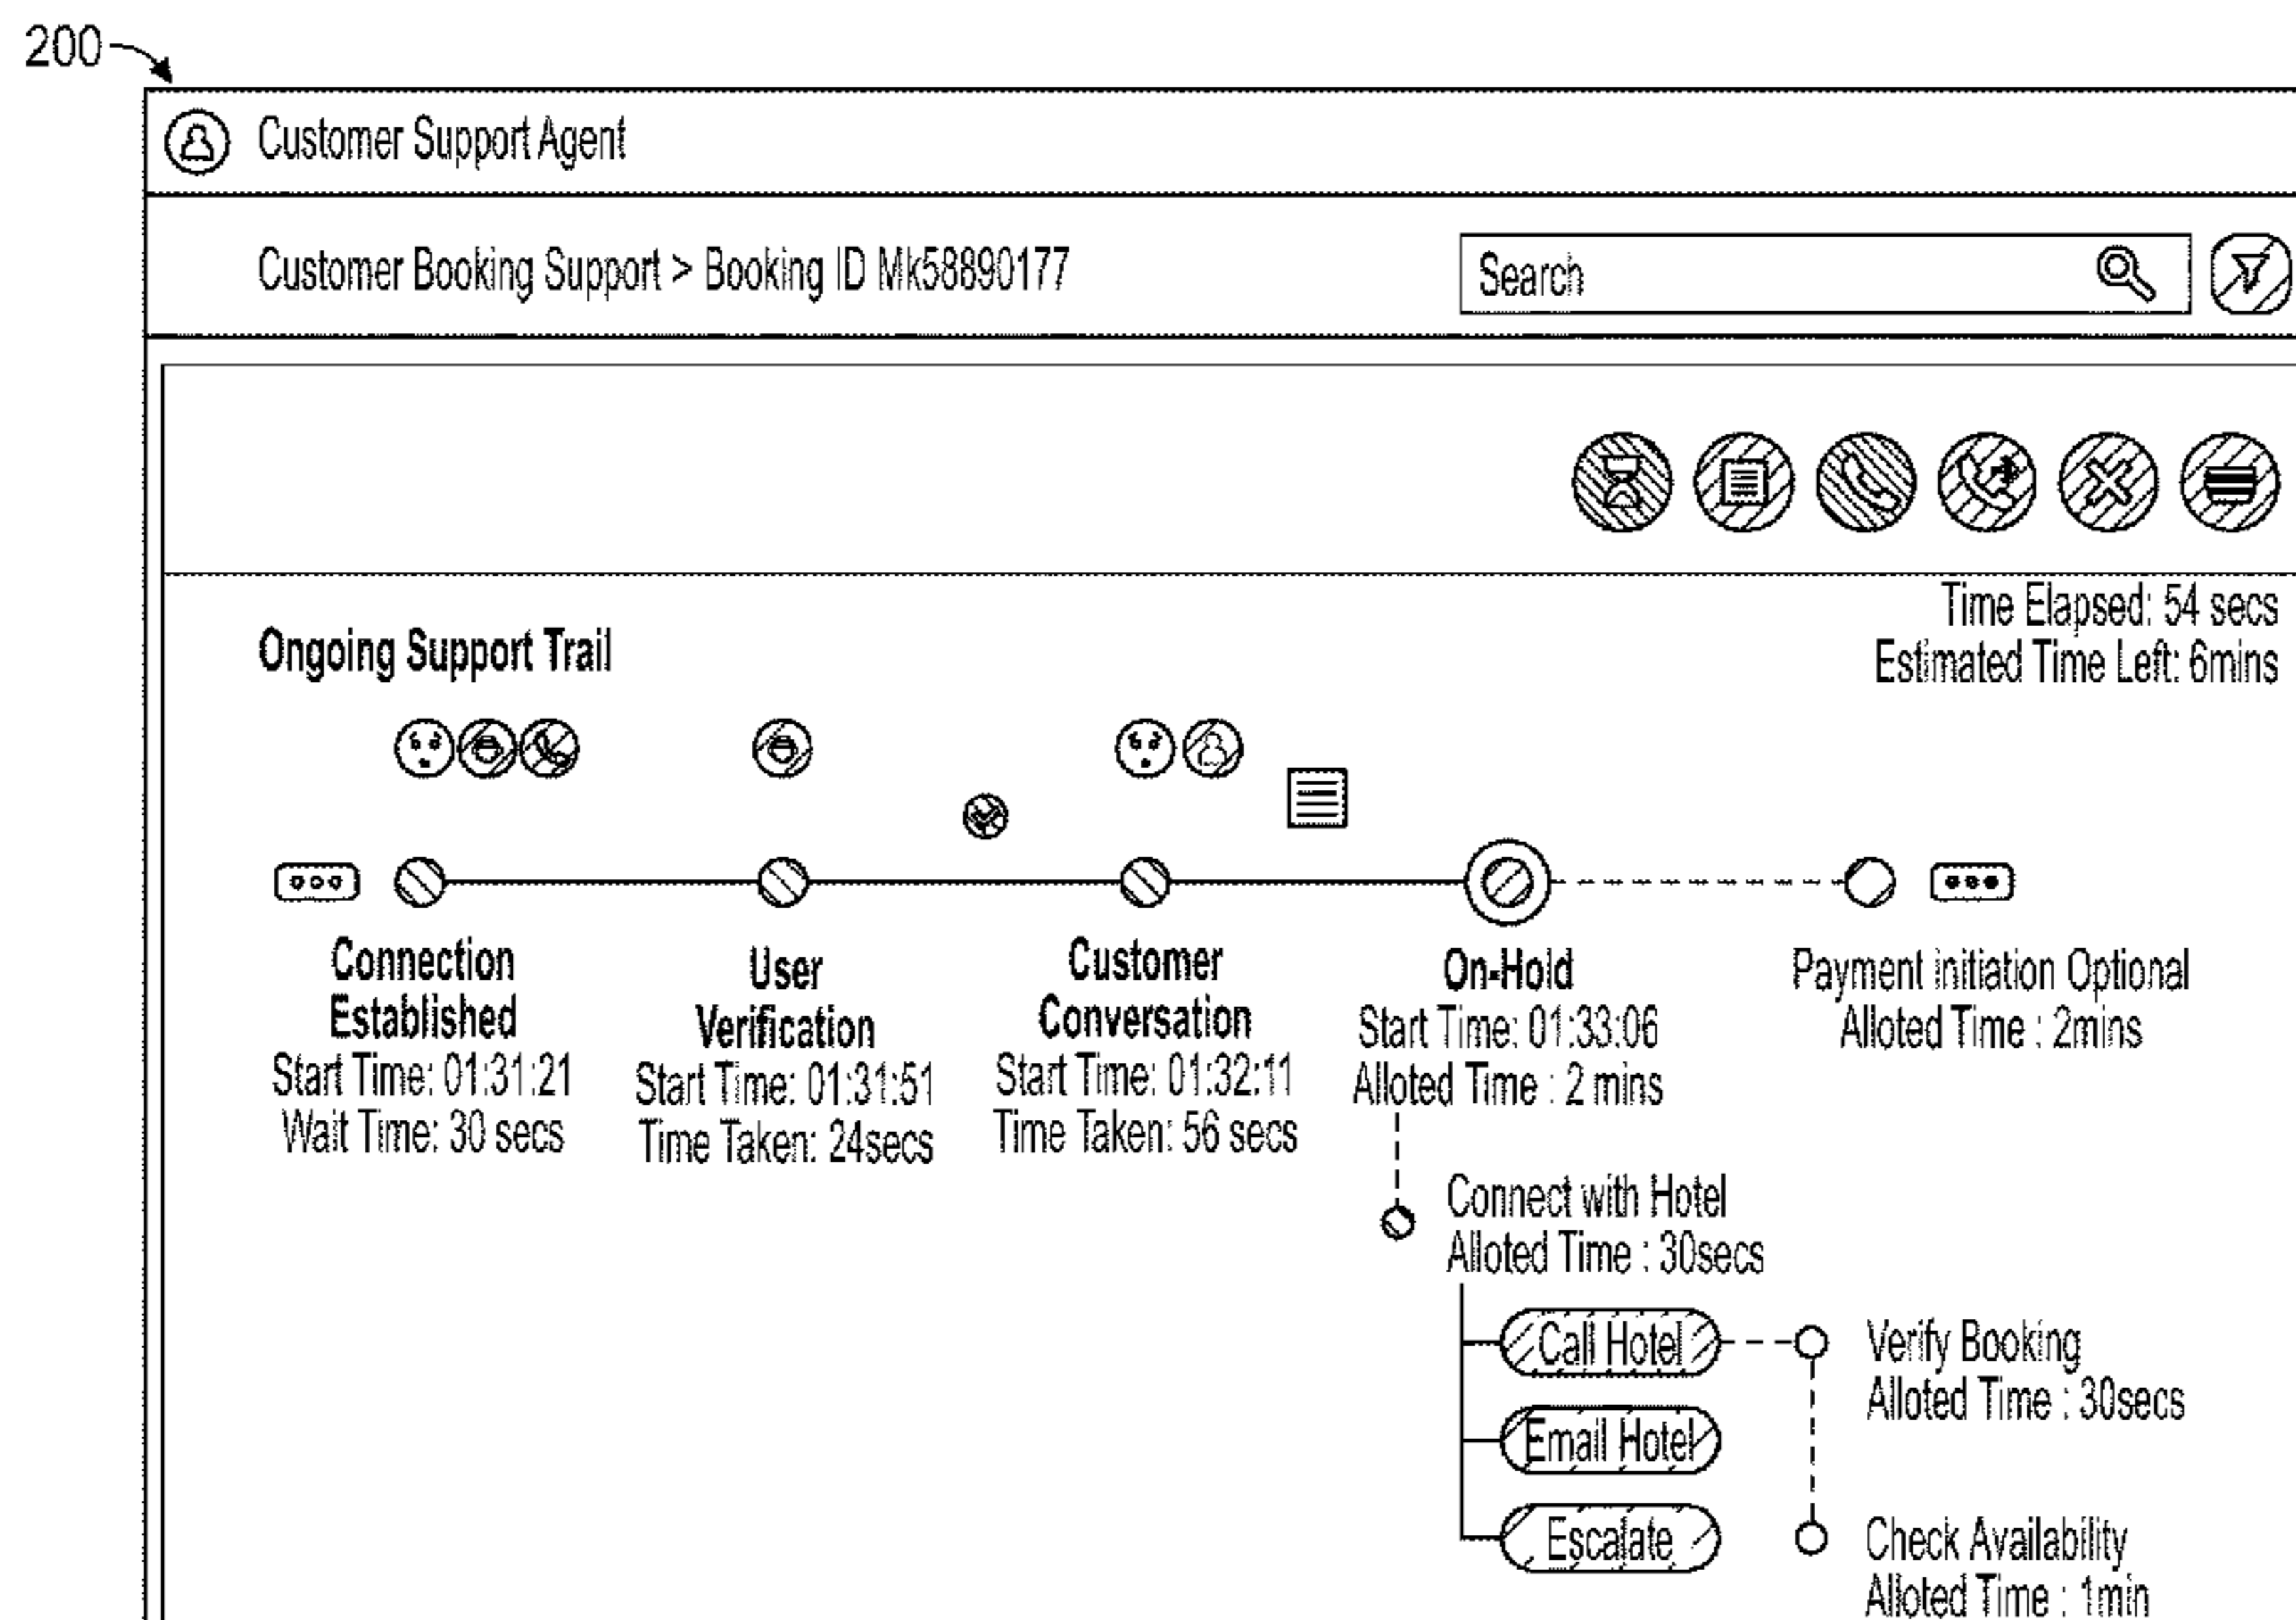 200
Customer Support Agent
Customer Booking Support > Booking ID Mk58890177
Search
Time Elapsed: 54 secs
Estimated Time Left: 6mins
Ongoing Support Trail
Connection
Established
Start Time: 01:31:21
Wait Time: 30 secs
User
Verification
Start Time: 01:31:51
Time Taken: 24secs
Customer
Conversation
Start Time: 01:32:11
Time Taken: 56 secs
On-Hold
Start Time: 01:33:06
Alloted Time : 2 mins
Payment initiation Optional
Alloted Time : 2mins
Connect with Hotel
Alloted Time : 30secs
Call Hotel
Email Hotel
Escalate
Verify Booking
Alloted Time : 30secs
Check Availability
Alloted Time : 1min